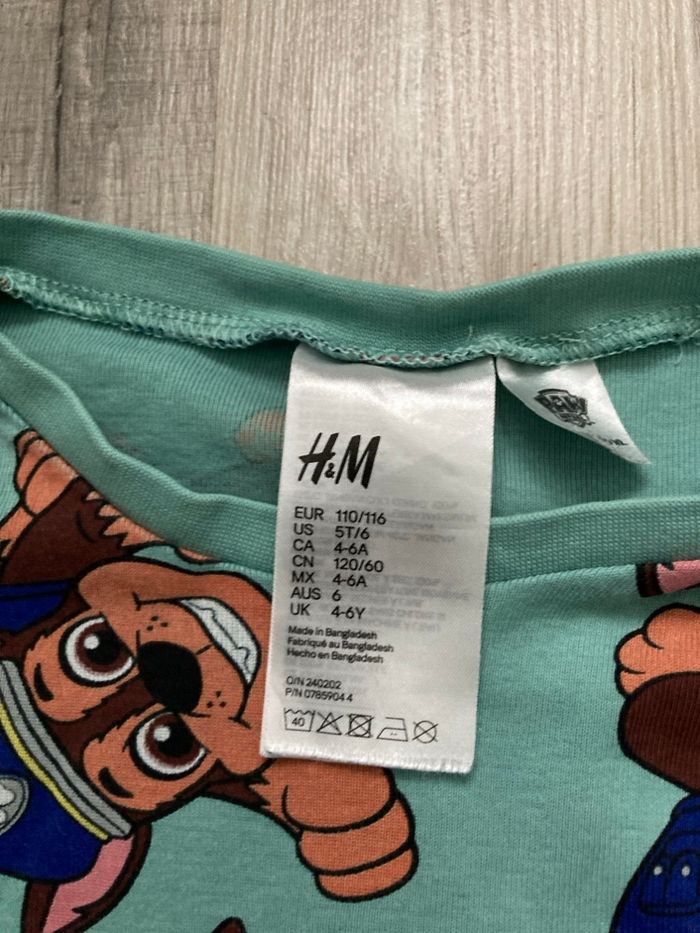 H&M
EUR 110/116
US 5T/6
CA 4-6A
CN 120/60
MX 4-6A
AUS 6
UK 4-6Y
Made in Bangladesh
Fabriqué au Bangladesh
Hecho en Bangladesh
O/N 240202
P/N 0785904 4
40
PAW